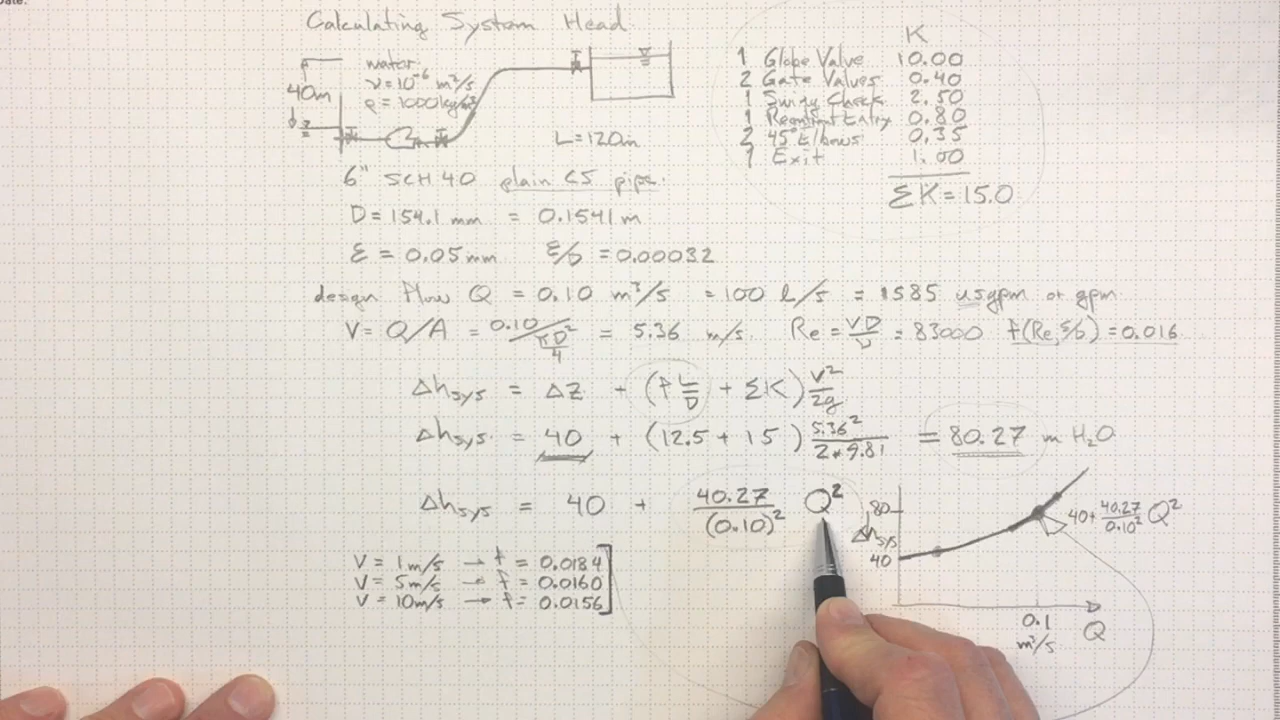 Calculating System Head
water
ν = 10⁻⁶ m²/s
ρ = 1000 kg/m³
40m
L = 120m
K
1 Globe Valve 10.00
2 Gate Valves 0.40
1 Swing Check 2.50
1 Reentrant Entry 0.80
2 45° Elbows 0.35
1 Exit 1.00
ΣK = 15.0
6" SCH 40 plain CS pipe.
D = 154.1 mm = 0.1541 m
ε = 0.05 mm ε/D = 0.00032
design flow Q = 0.10 m³/s = 100 l/s = 1585 usgpm or gpm
V = Q/A = 0.10/(πD²/4) = 5.36 m/s. Re = VD/ν = 83000 f(Re, ε/D) = 0.016
Δhsys = ΔZ + (f L/D + ΣK) V²/2g
Δhsys = 40 + (12.5 + 15) 5.36²/2*9.81 = 80.27 m H₂O
Δhsys = 40 + 40.27/(0.10)² Q²
V = 1 m/s → f = 0.0184
V = 5 m/s → f = 0.0160
V = 10 m/s → f = 0.0156
80
Δhsys
40
40 + 40.27/0.10² Q²
0.1
m³/s
Q